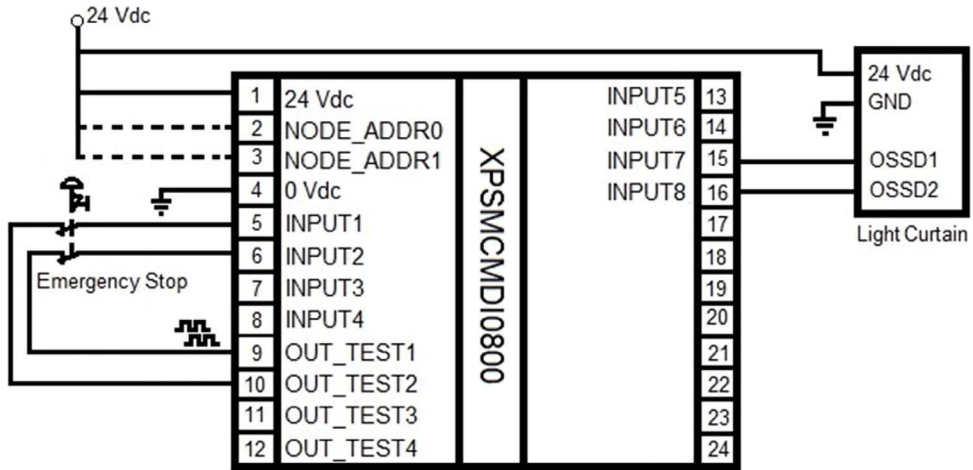 24 Vdc
1 24 Vdc
2 NODE_ADDR0
3 NODE_ADDR1
4 0 Vdc
5 INPUT1
6 INPUT2
7 INPUT3
8 INPUT4
9 OUT_TEST1
10 OUT_TEST2
11 OUT_TEST3
12 OUT_TEST4
Emergency Stop
XPSMCMDI0800
INPUT5 13
INPUT6 14
INPUT7 15
INPUT8 16
17
18
19
20
21
22
23
24
24 Vdc
GND
OSSD1
OSSD2
Light Curtain